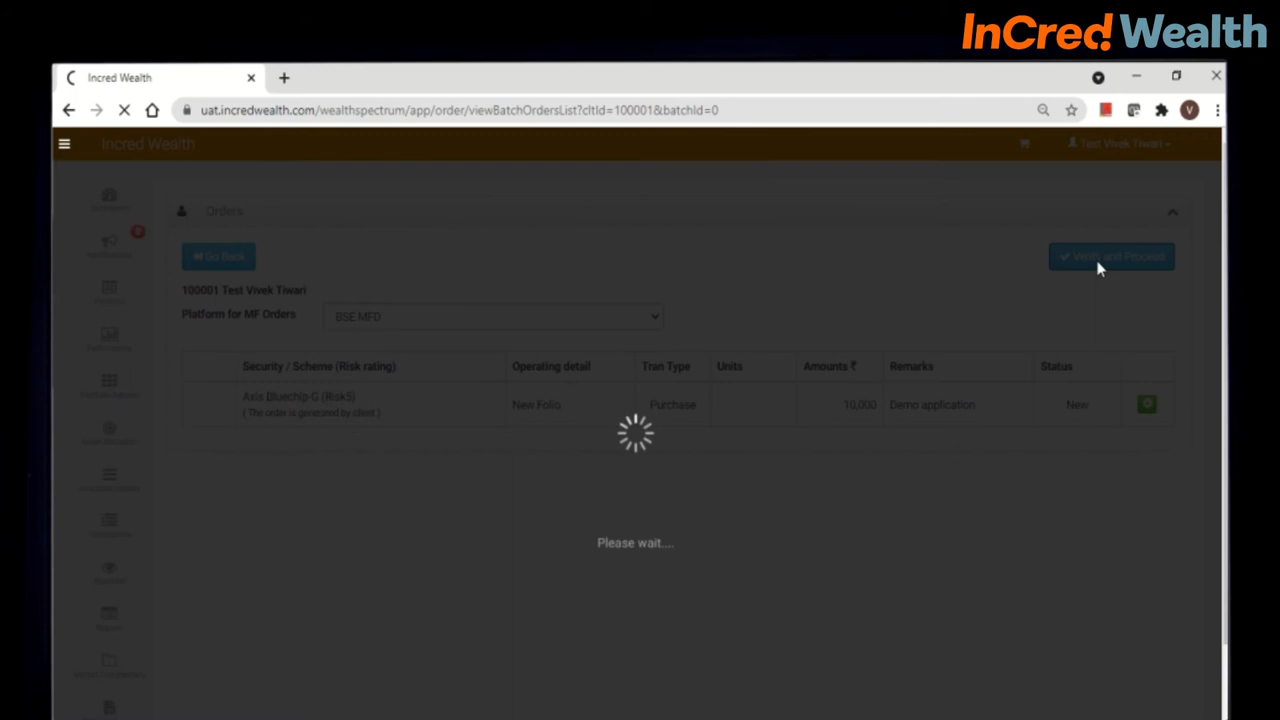 InCred Wealth
Incred Wealth
uat.incredwealth.com/wealthspectrum/app/order/viewBatchOrdersList?cltId=100001&batchId=0
V
Incred Wealth
Test Vivek Tiwari
Orders
Go Back
Verify and Proceed
100001 Test Vivek Tiwari
Platform for MF Orders
BSE MFD
Security / Scheme (Risk rating)
Operating detail
Tran Type
Units
Amounts ₹
Remarks
Status
Axis Bluechip-G (Risk5)
( The order is generated by client )
New Folio
Purchase
10,000
Demo application
New
Please wait....